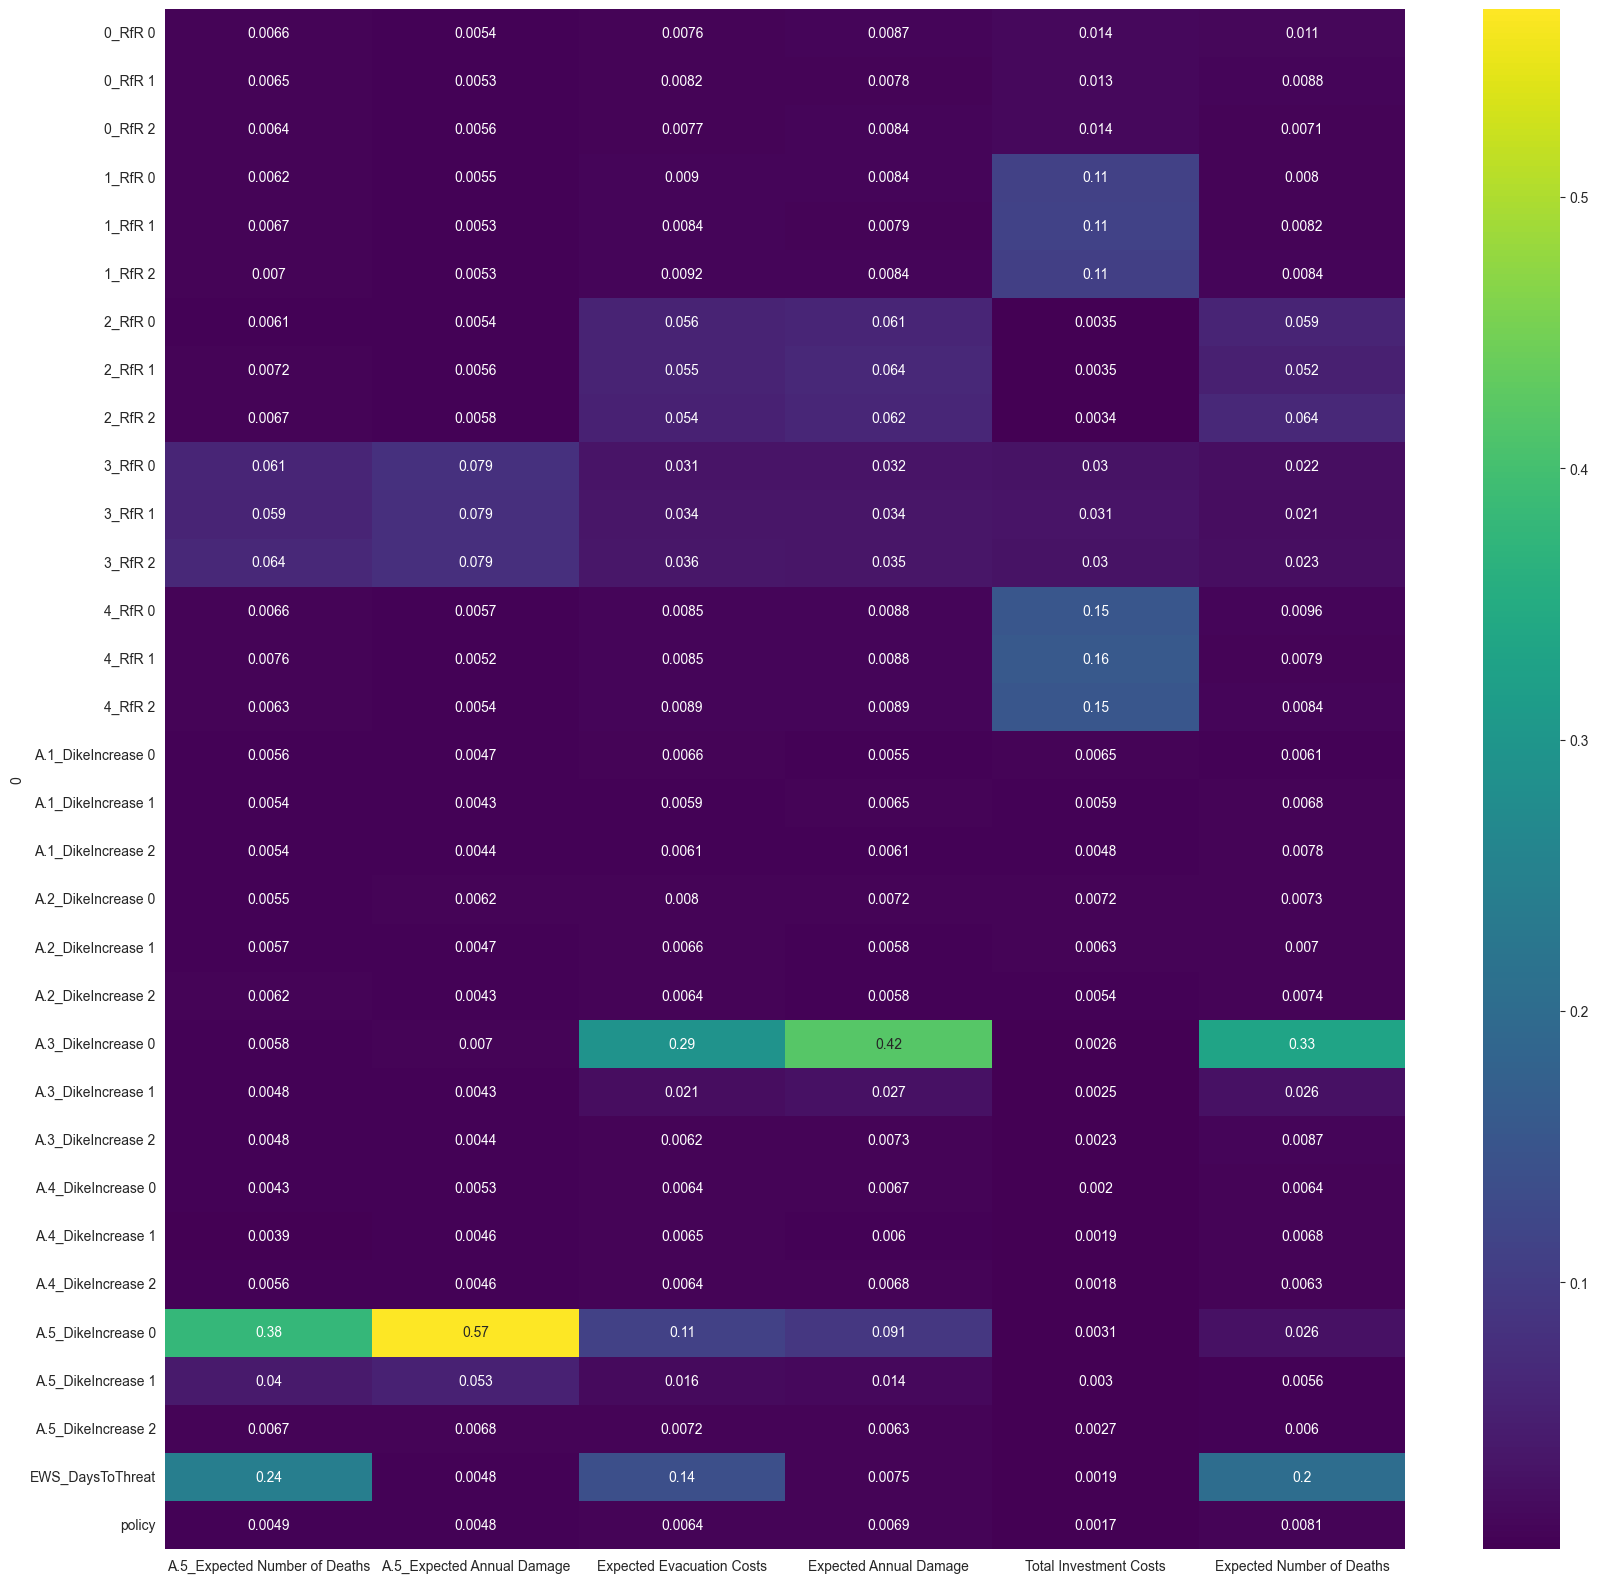 0_RfR 0 0.0066 0.0054 0.0076 0.0087 0.014 0.011
0_RfR 1 0.0065 0.0053 0.0082 0.0078 0.013 0.0088
0_RfR 2 0.0064 0.0056 0.0077 0.0084 0.014 0.0071
1_RfR 0 0.0062 0.0055 0.009 0.0084 0.11 0.008
1_RfR 1 0.0067 0.0053 0.0084 0.0079 0.11 0.0082
1_RfR 2 0.007 0.0053 0.0092 0.0084 0.11 0.0084
2_RfR 0 0.0061 0.0054 0.056 0.061 0.0035 0.059
2_RfR 1 0.0072 0.0056 0.055 0.064 0.0035 0.052
2_RfR 2 0.0067 0.0058 0.054 0.062 0.0034 0.064
3_RfR 0 0.061 0.079 0.031 0.032 0.03 0.022
3_RfR 1 0.059 0.079 0.034 0.034 0.031 0.021
3_RfR 2 0.064 0.079 0.036 0.035 0.03 0.023
4_RfR 0 0.0066 0.0057 0.0085 0.0088 0.15 0.0096
4_RfR 1 0.0076 0.0052 0.0085 0.0088 0.16 0.0079
4_RfR 2 0.0063 0.0054 0.0089 0.0089 0.15 0.0084
A.1_DikeIncrease 0 0.0056 0.0047 0.0066 0.0055 0.0065 0.0061
A.1_DikeIncrease 1 0.0054 0.0043 0.0059 0.0065 0.0059 0.0068
A.1_DikeIncrease 2 0.0054 0.0044 0.0061 0.0061 0.0048 0.0078
A.2_DikeIncrease 0 0.0055 0.0062 0.008 0.0072 0.0072 0.0073
A.2_DikeIncrease 1 0.0057 0.0047 0.0066 0.0058 0.0063 0.007
A.2_DikeIncrease 2 0.0062 0.0043 0.0064 0.0058 0.0054 0.0074
A.3_DikeIncrease 0 0.0058 0.007 0.29 0.42 0.0026 0.33
A.3_DikeIncrease 1 0.0048 0.0043 0.021 0.027 0.0025 0.026
A.3_DikeIncrease 2 0.0048 0.0044 0.0062 0.0073 0.0023 0.0087
A.4_DikeIncrease 0 0.0043 0.0053 0.0064 0.0067 0.002 0.0064
A.4_DikeIncrease 1 0.0039 0.0046 0.0065 0.006 0.0019 0.0068
A.4_DikeIncrease 2 0.0056 0.0046 0.0064 0.0068 0.0018 0.0063
A.5_DikeIncrease 0 0.38 0.57 0.11 0.091 0.0031 0.026
A.5_DikeIncrease 1 0.04 0.053 0.016 0.014 0.003 0.0056
A.5_DikeIncrease 2 0.0067 0.0068 0.0072 0.0063 0.0027 0.006
EWS_DaysToThreat 0.24 0.0048 0.14 0.0075 0.0019 0.2
policy 0.0049 0.0048 0.0064 0.0069 0.0017 0.0081
A.5_Expected Number of Deaths A.5_Expected Annual Damage Expected Evacuation Costs Expected Annual Damage Total Investment Costs Expected Number of Deaths
0
0.5
0.4
0.3
0.2
0.1